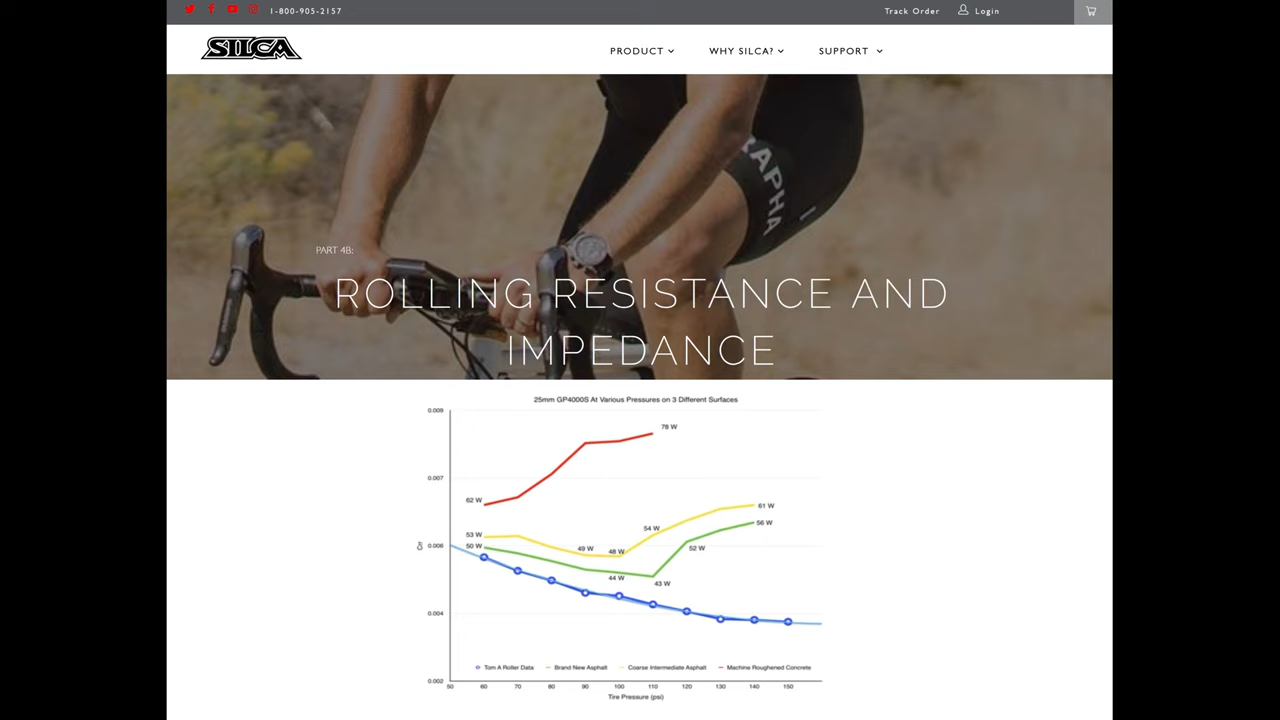 1-800-905-2157
Track Order
Login
SILCA
PRODUCT
WHY SILCA?
SUPPORT
RAPHA
PART 4B:
ROLLING RESISTANCE AND
IMPEDANCE
25mm GP4000S At Various Pressures on 3 Different Surfaces
0.009
78 W
0.007
62 W
61 W
56 W
54 W
53 W
50 W
49 W
48 W
52 W
0.006
Crr
44 W
43 W
0.004
Tom A Roller Data
Brand New Asphalt
Coarse Intermediate Asphalt
Machine Roughened Concrete
0.002
50 60 70 80 90 100 110 120 130 140 150
Tire Pressure (psi)